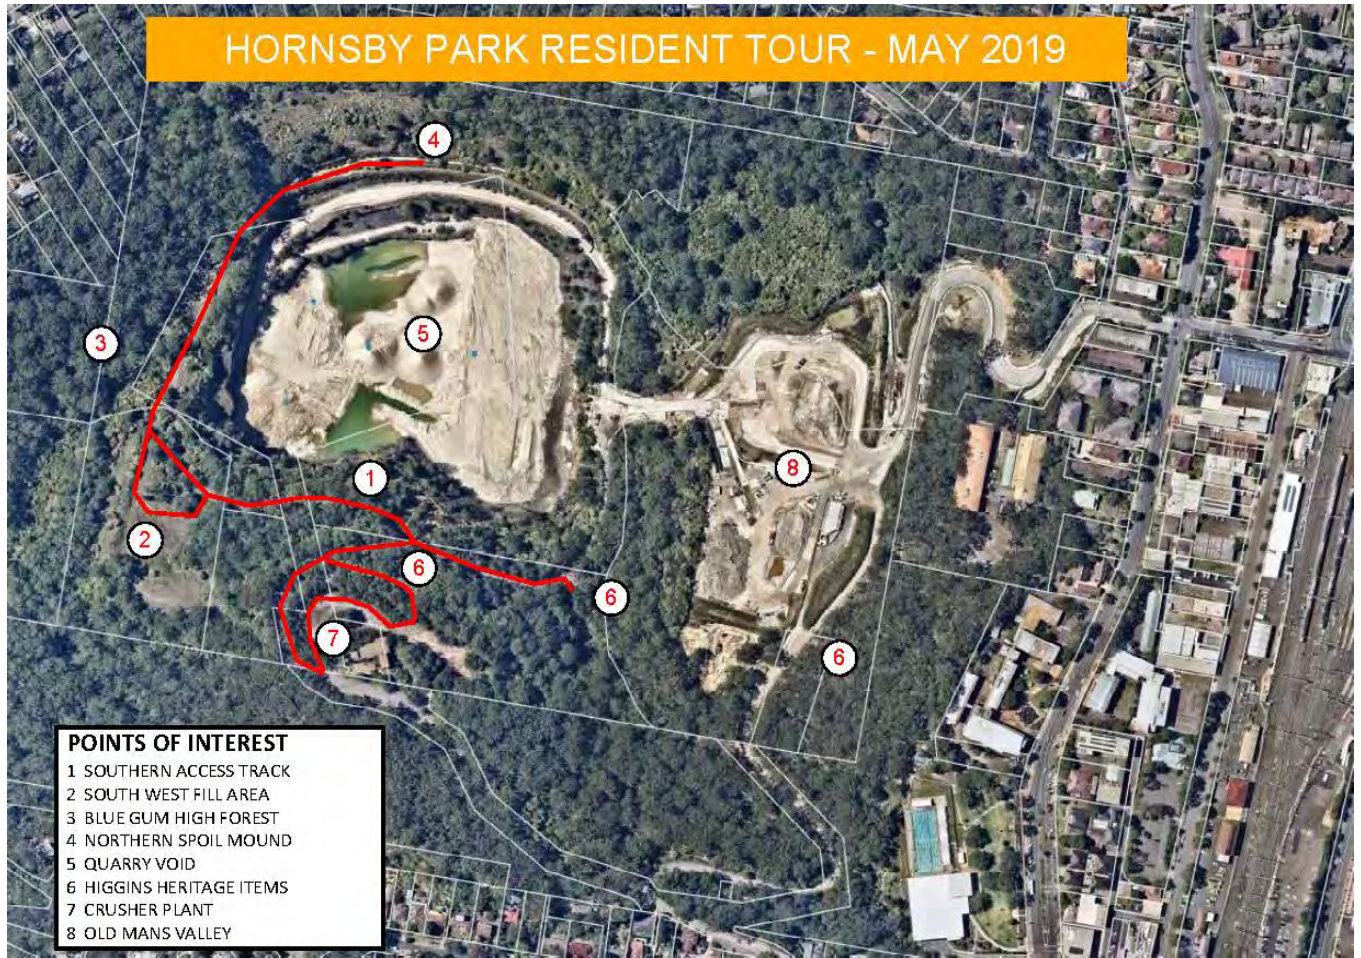 HORNSBY PARK RESIDENT TOUR - MAY 2019
4
3
5
1
8
2
6
6
7
6
POINTS OF INTEREST
1 SOUTHERN ACCESS TRACK
2 SOUTH WEST FILL AREA
3 BLUE GUM HIGH FOREST
4 NORTHERN SPOIL MOUND
5 QUARRY VOID
6 HIGGINS HERITAGE ITEMS
7 CRUSHER PLANT
8 OLD MANS VALLEY